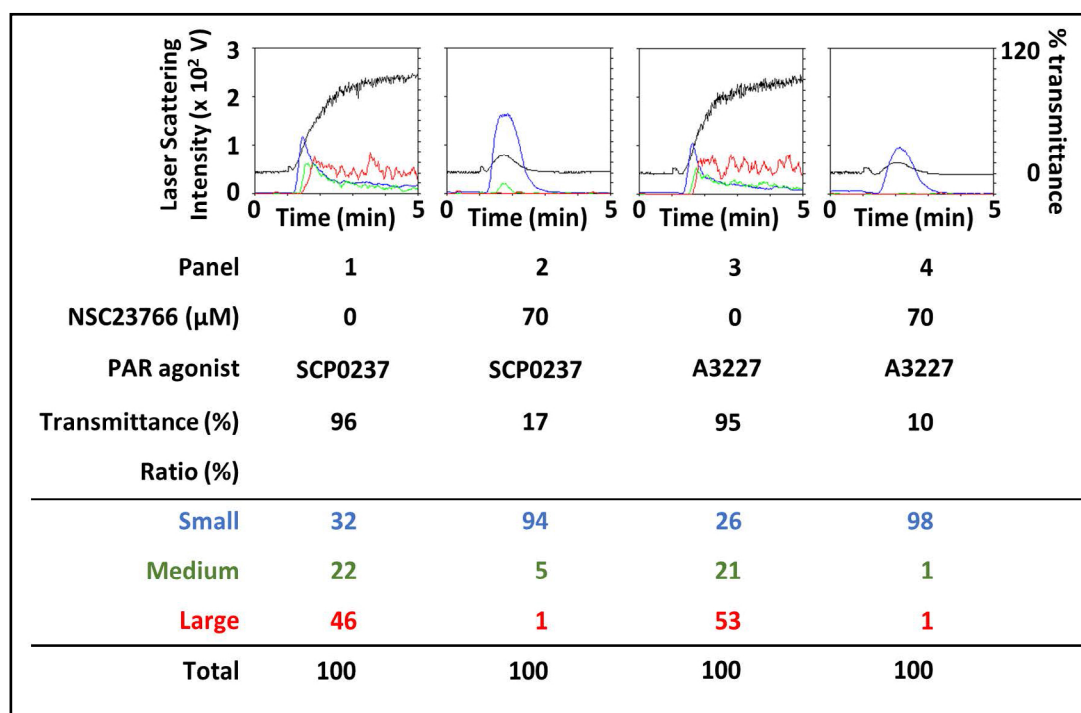 Laser Scattering
Intensity (x 10² V)
3
2
1
0
120
0
% transmittance
0 Time (min) 5
0 Time (min) 5
0 Time (min) 5
0 Time (min) 5
Panel 1 2 3 4
NSC23766 (μM) 0 70 0 70
PAR agonist SCP0237 SCP0237 A3227 A3227
Transmittance (%) 96 17 95 10
Ratio (%)
Small 32 94 26 98
Medium 22 5 21 1
Large 46 1 53 1
Total 100 100 100 100